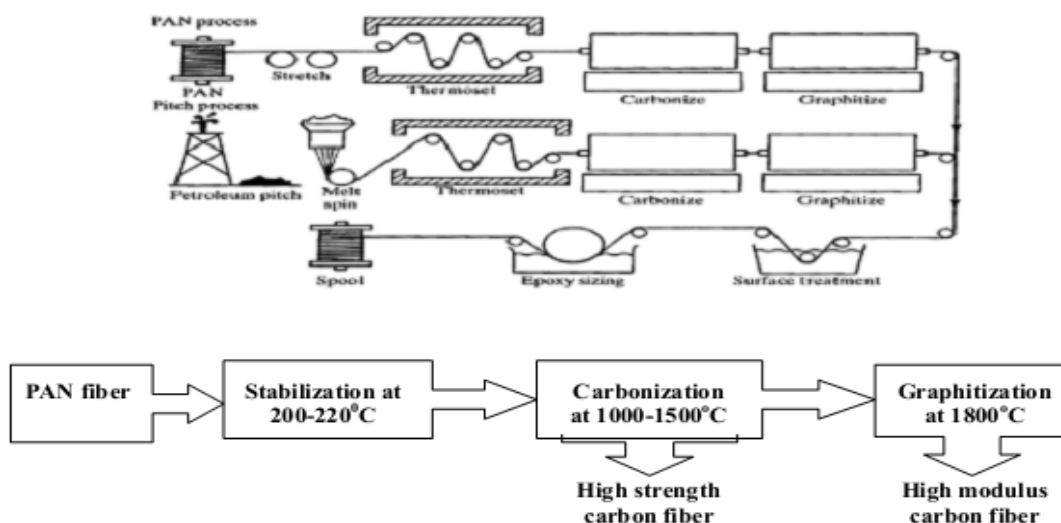 PAN process
PAN
Stretch
Thermoset
Carbonize
Graphitize
Pitch process
Petroleum pitch
Melt
spin
Thermoset
Carbonize
Graphitize
Spool
Epoxy sizing
Surface treatment
PAN fiber
Stabilization at
200-220°C
Carbonization
at 1000-1500°C
Graphitization
at 1800°C
High strength
carbon fiber
High modulus
carbon fiber